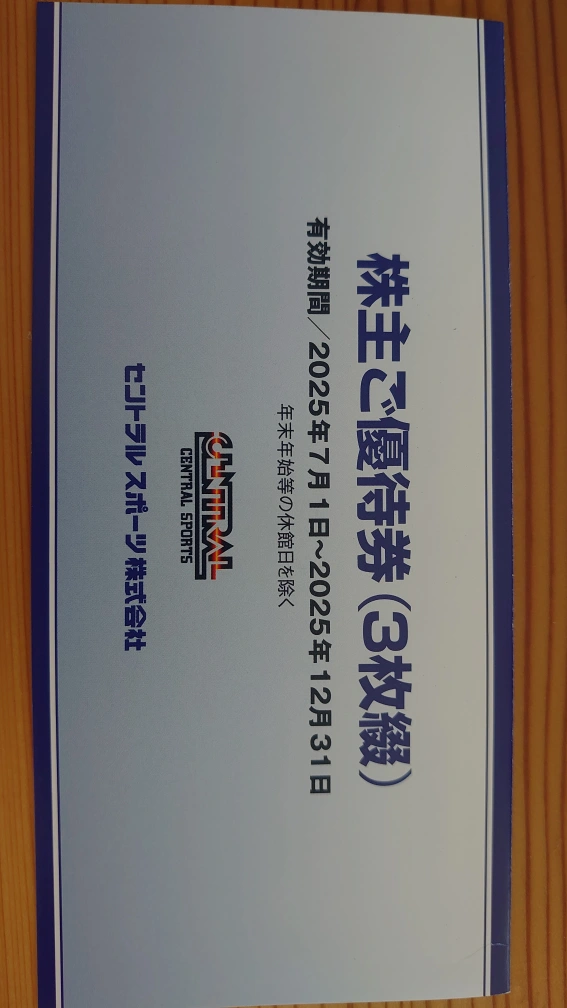 株主ご優待券(3枚綴)
有効期間/2025年7月1日~2025年12月31日
年末年始等の休館日を除く
CENTRAL
CENTRAL SPORTS
セントラルスポーツ株式会社